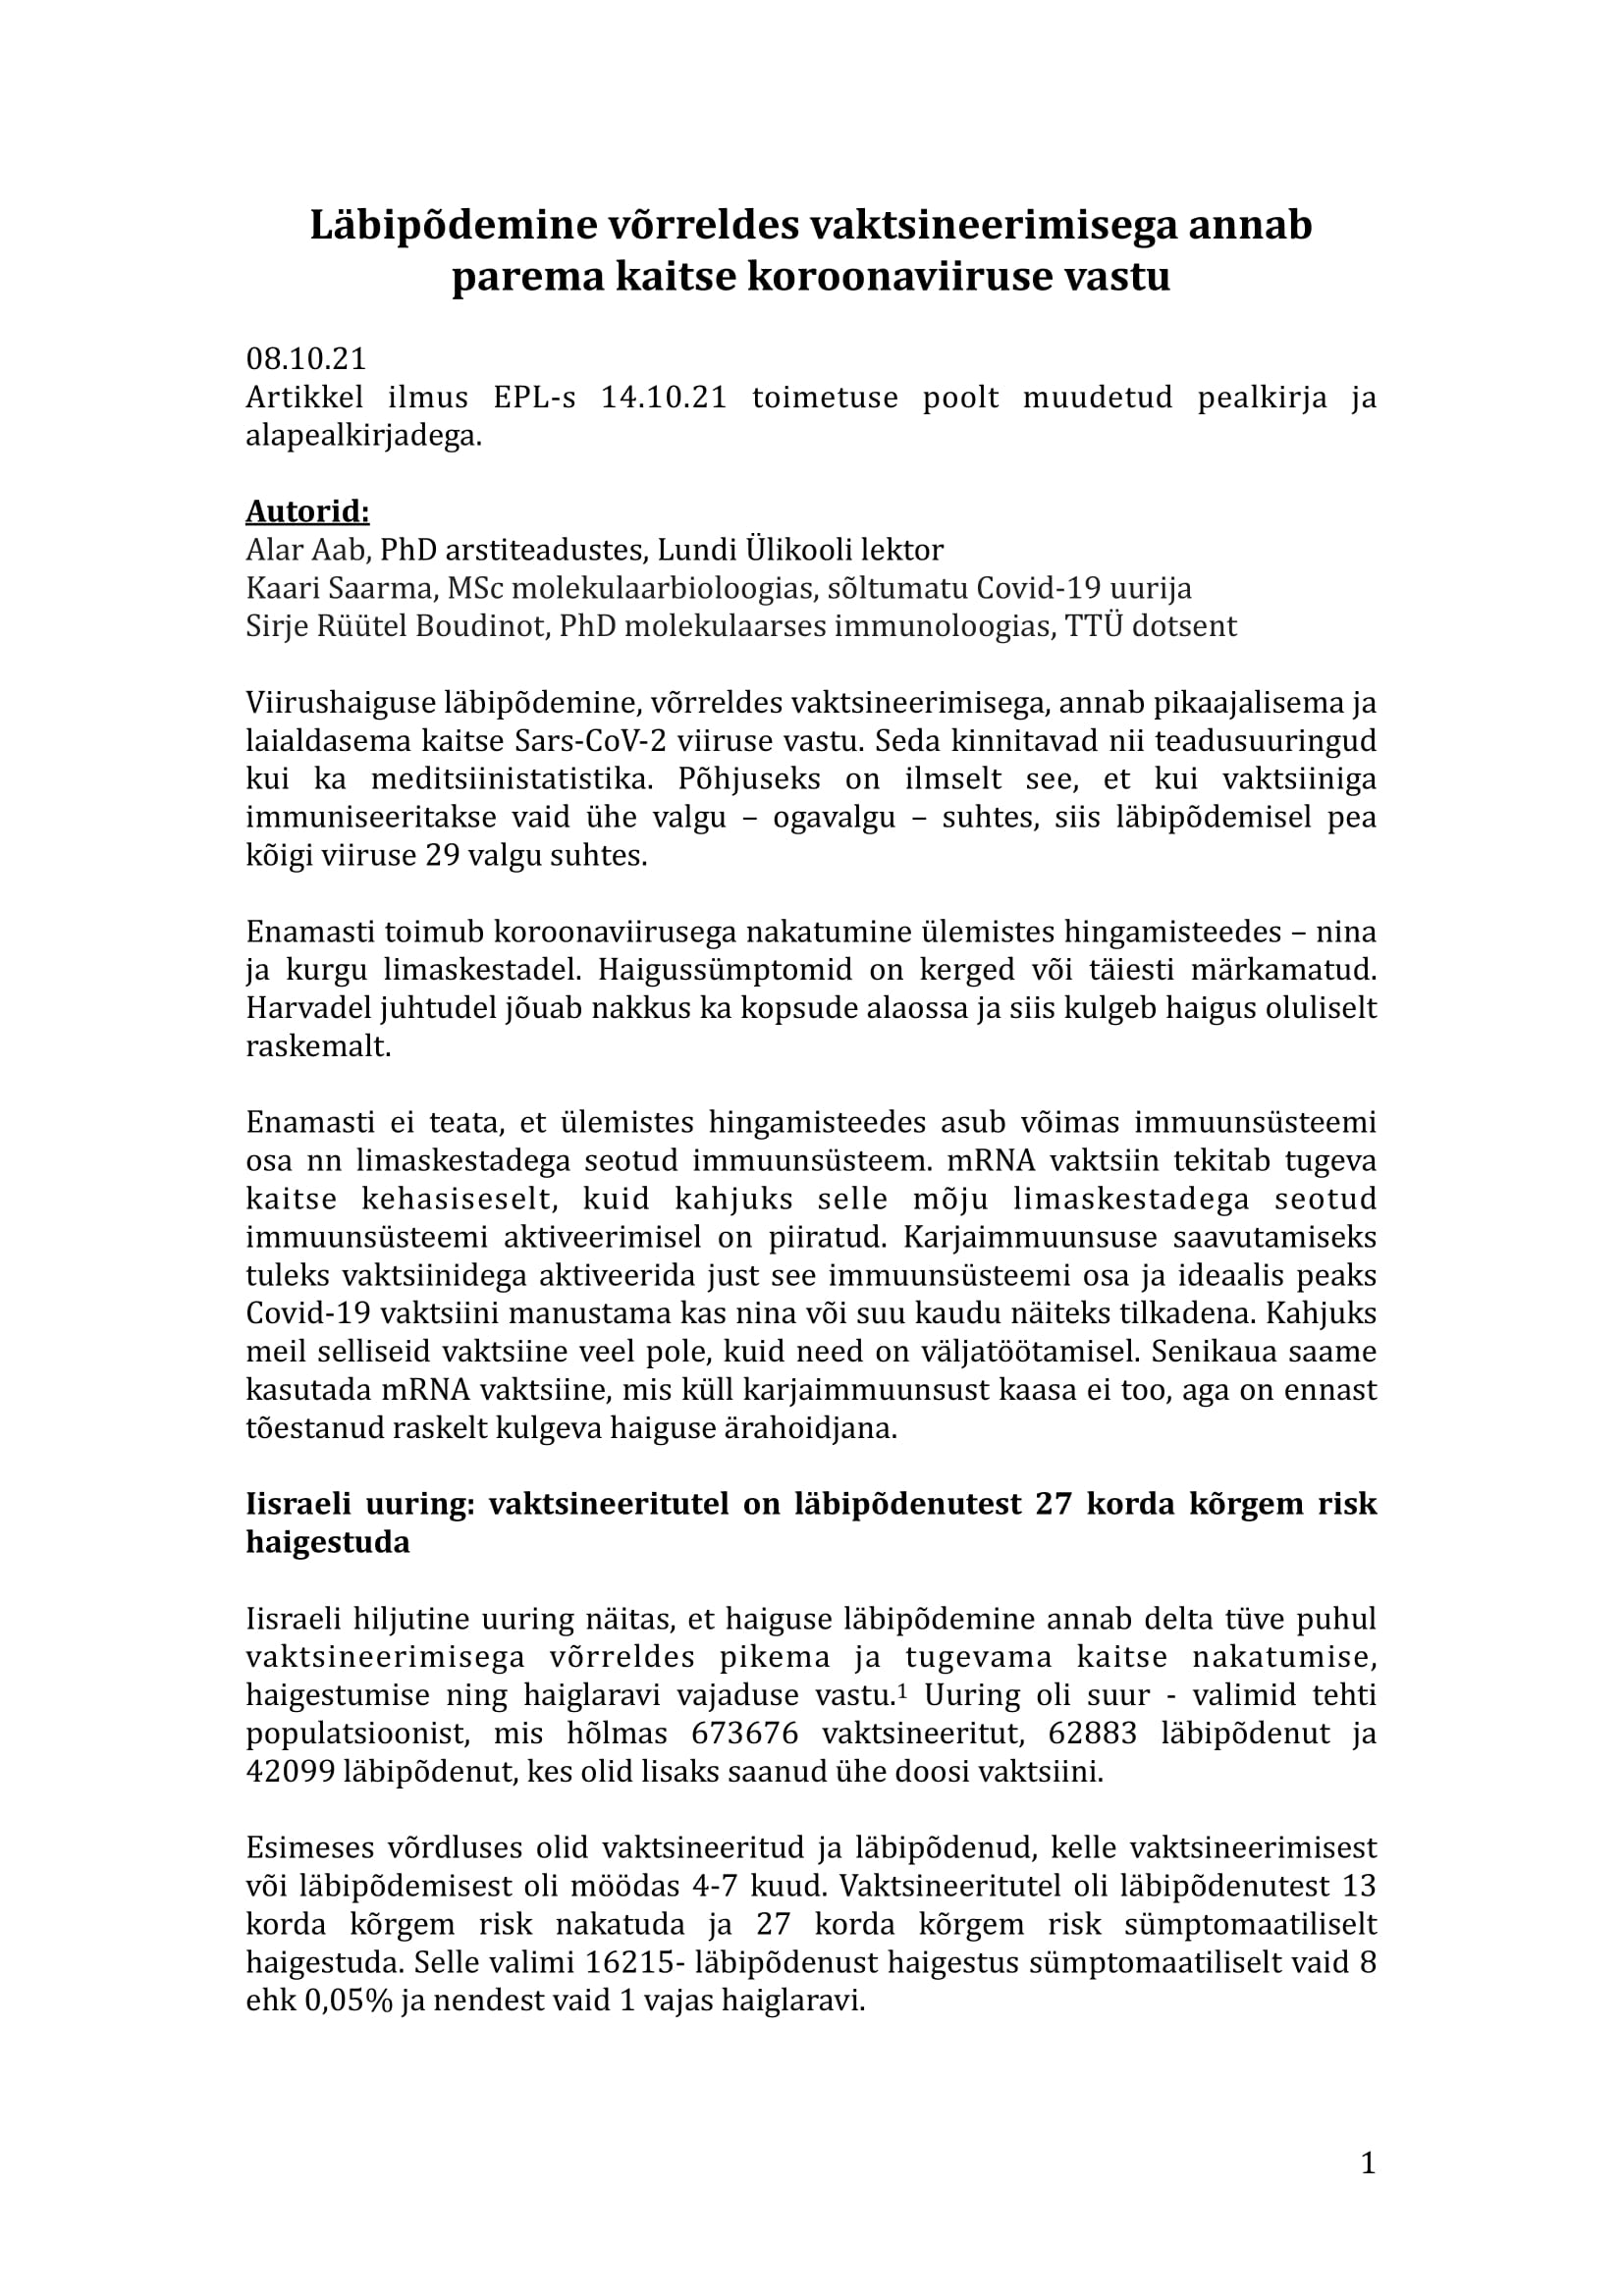 Läbipõdemine võrreldes vaktsineerimisega annab
parema kaitse koroonaviiruse vastu
08.10.21
Artikkel ilmus EPL-s 14.10.21 toimetuse poolt muudetud pealkirja ja
alapealkirjadega.
Autorid:
Alar Aab, PhD arstiteadustes, Lundi Ülikooli lektor
Kaari Saarma, MSc molekulaarbioloogias, sõltumatu Covid-19 uurija
Sirje Rüütel Boudinot, PhD molekulaarses immunoloogias, TTÜ dotsent
Viirushaiguse läbipõdemine, võrreldes vaktsineerimisega, annab pikaajalisema ja
laialdasema kaitse Sars-CoV-2 viiruse vastu. Seda kinnitavad nii teadusuuringud
kui ka meditsiinistatistika. Põhjuseks on ilmselt see, et kui vaktsiiniga
immuniseeritakse vaid ühe valgu – ogavalgu – suhtes, siis läbipõdemisel pea
kõigi viiruse 29 valgu suhtes.
Enamasti toimub koroonaviirusega nakatumine ülemistes hingamisteedes – nina
ja kurgu limaskestadel. Haigussümptomid on kerged või täiesti märkamatud.
Harvadel juhtudel jõuab nakkus ka kopsude alaossa ja siis kulgeb haigus oluliselt
raskemalt.
Enamasti ei teata, et ülemistes hingamisteedes asub võimas immuunsüsteemi
osa nn limaskestadega seotud immuunsüsteem. mRNA vaktsiin tekitab tugeva
kaitse kehasiseselt, kuid kahjuks selle mõju limaskestadega seotud
immuunsüsteemi aktiveerimisel on piiratud. Karjaimmuunsuse saavutamiseks
tuleks vaktsiinidega aktiveerida just see immuunsüsteemi osa ja ideaalis peaks
Covid-19 vaktsiini manustama kas nina või suu kaudu näiteks tilkadena. Kahjuks
meil selliseid vaktsiine veel pole, kuid need on väljatöötamisel. Senikaua saame
kasutada mRNA vaktsiine, mis küll karjaimmuunsust kaasa ei too, aga on ennast
tõestanud raskelt kulgeva haiguse ärahoidjana.
Iisraeli uuring: vaktsineeritutel on läbipõdenutest 27 korda kõrgem risk
haigestuda
Iisraeli hiljutine uuring näitas, et haiguse läbipõdemine annab delta tüve puhul
vaktsineerimisega võrreldes pikema ja tugevama kaitse nakatumise,
haigestumise ning haiglaravi vajaduse vastu.¹ Uuring oli suur - valimid tehti
populatsioonist, mis hõlmas 673676 vaktsineeritut, 62883 läbipõdenut ja
42099 läbipõdenut, kes olid lisaks saanud ühe doosi vaktsiini.
Esimeses võrdluses olid vaktsineeritud ja läbipõdenud, kelle vaktsineerimisest
või läbipõdemisest oli möödas 4-7 kuud. Vaktsineeritutel oli läbipõdenutest 13
korda kõrgem risk nakatuda ja 27 korda kõrgem risk sümptomaatiliselt
haigestuda. Selle valimi 16215- läbipõdenust haigestus sümptomaatiliselt vaid 8
ehk 0,05% ja nendest vaid 1 vajas haiglaravi.
1